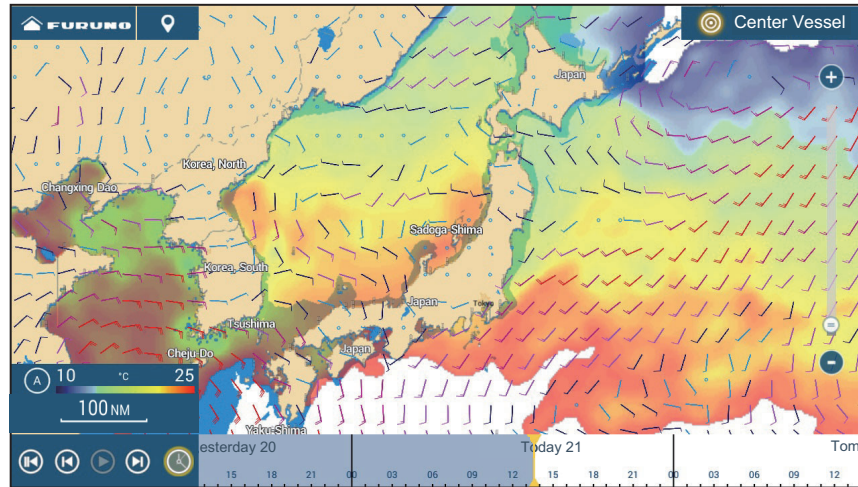 FURUNO
Center Vessel
Japan
Korea, North
Changxing Dao
Sadoga-Shima
Korea, South
Japan
Tokyo
Tsushima
Japan
Cheju Do
A 10 °C 25
100 NM
Yaku-Shima
esterday 20 Today 21 Tom
15 18 21 00 03 06 09 12 15 18 21 00 03 06 09 12